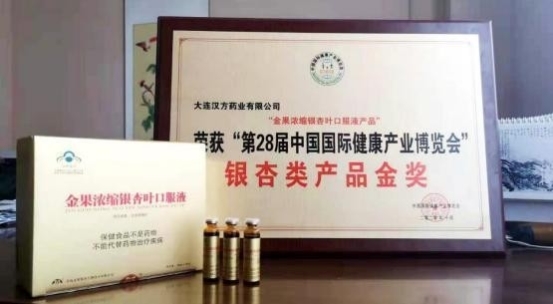 大连汉方药业有限公司
“金果浓缩银杏叶口服液产品”
荣获“第28届中国国际健康产业博览会”
银杏类产品金奖
金果浓缩银杏叶口服液
保健食品不是药物
不能代替药物治疗疾病